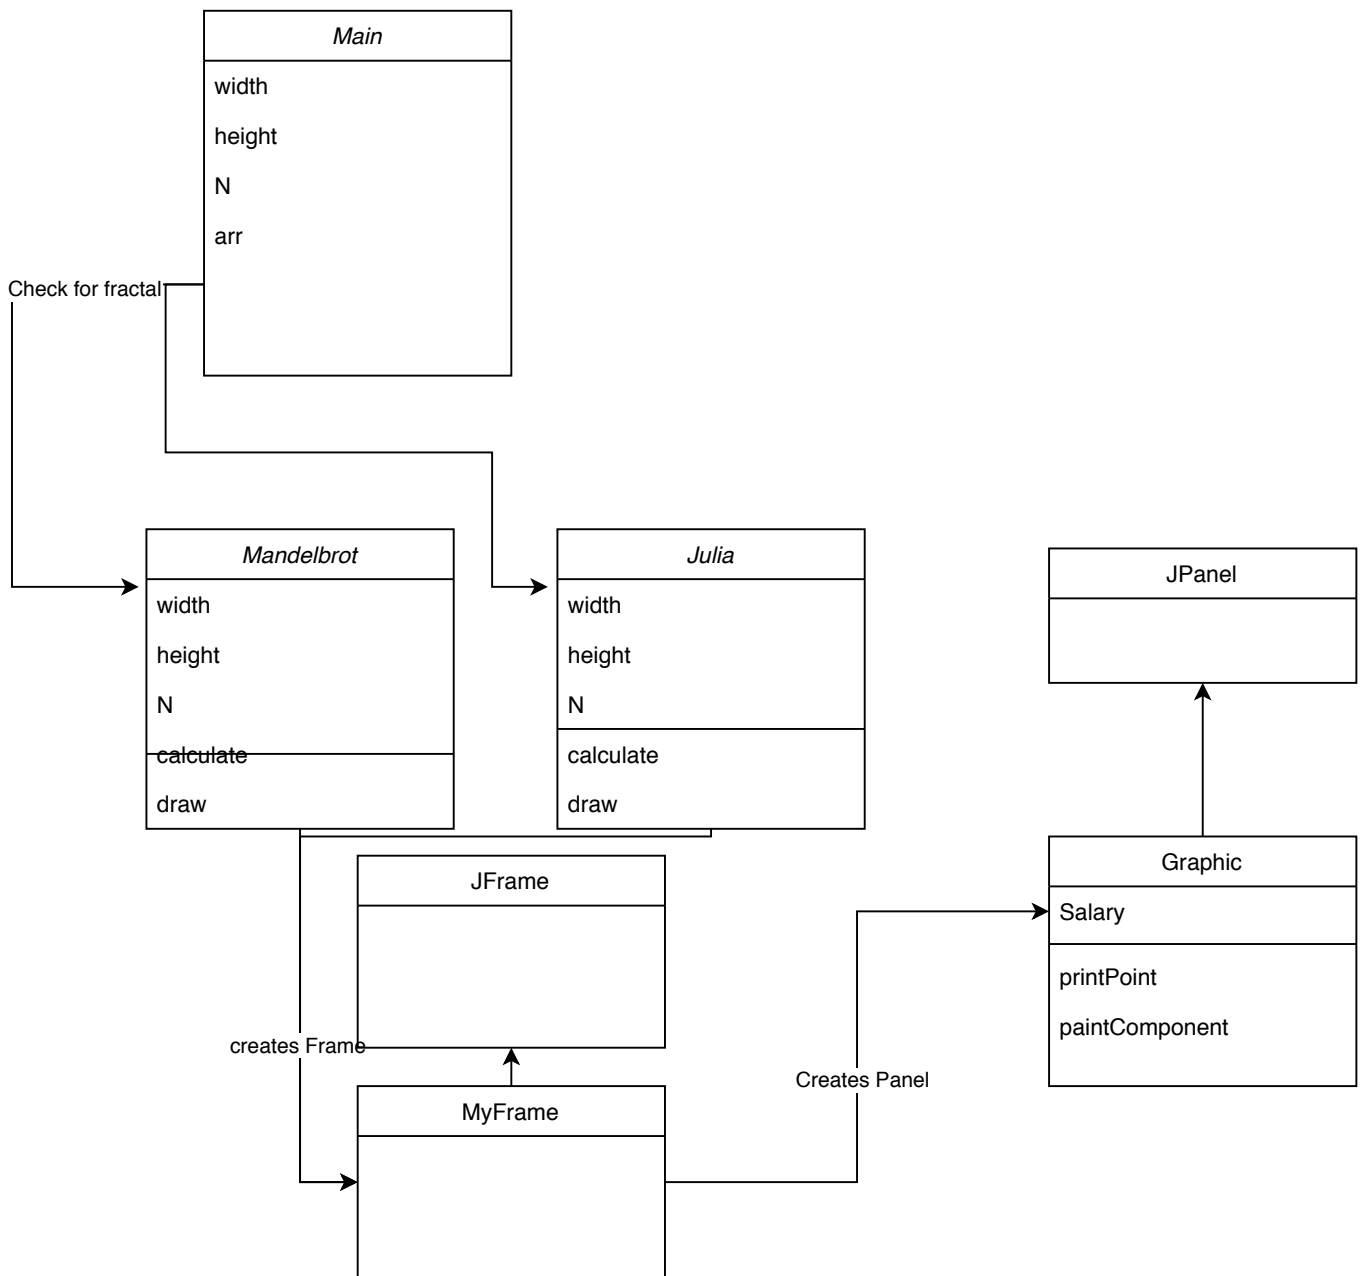 Main
width
height
N
arr
Check for fractal
Mandelbrot
width
height
N
calculate
draw
Julia
width
height
N
calculate
draw
JPanel
JFrame
Graphic
Salary
printPoint
paintComponent
creates Frame
Creates Panel
MyFrame